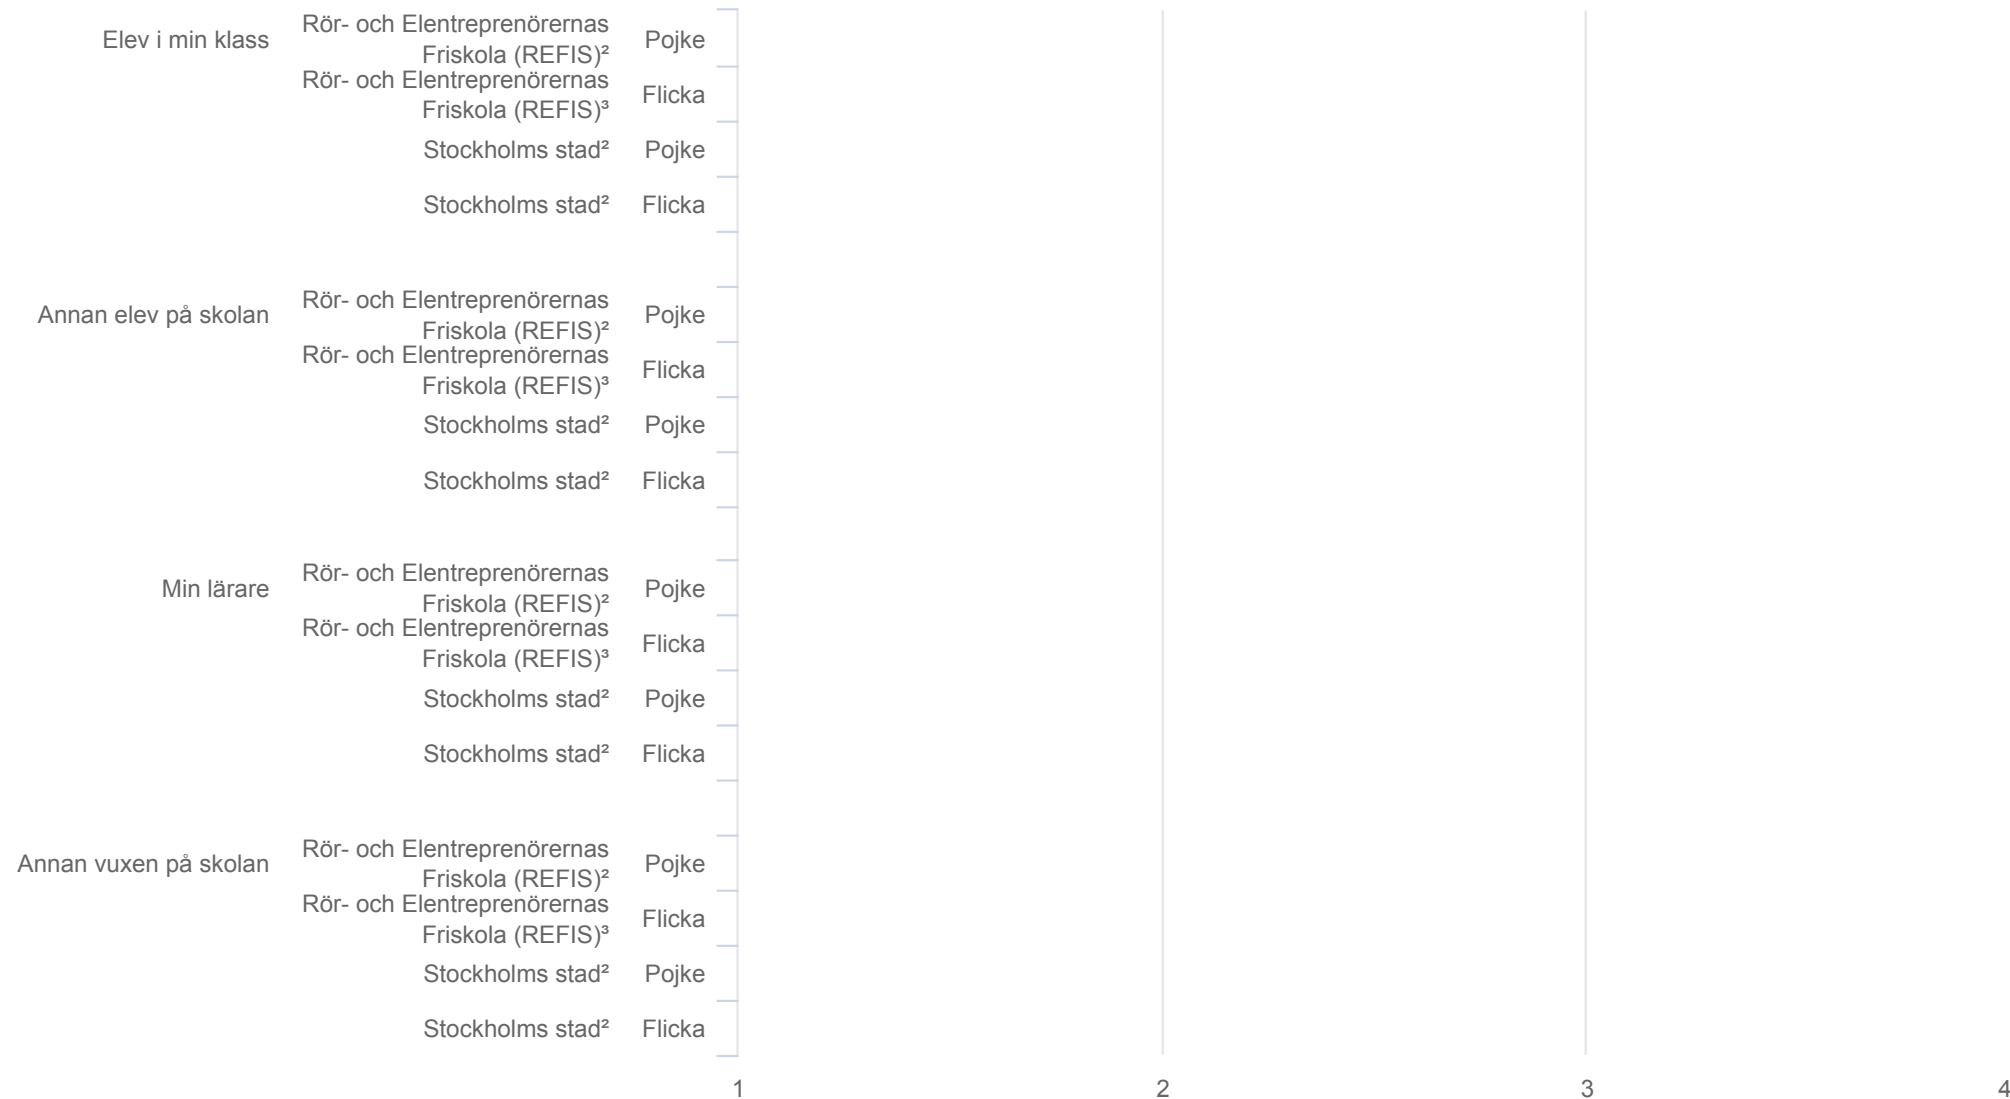 Elev i min klass
Rör- och Elentreprenörernas
Friskola (REFIS)²
Pojke
Rör- och Elentreprenörernas
Friskola (REFIS)³
Flicka
Stockholms stad²
Pojke
Stockholms stad²
Flicka
Annan elev på skolan
Rör- och Elentreprenörernas
Friskola (REFIS)²
Pojke
Rör- och Elentreprenörernas
Friskola (REFIS)³
Flicka
Stockholms stad²
Pojke
Stockholms stad²
Flicka
Min lärare
Rör- och Elentreprenörernas
Friskola (REFIS)²
Pojke
Rör- och Elentreprenörernas
Friskola (REFIS)³
Flicka
Stockholms stad²
Pojke
Stockholms stad²
Flicka
Annan vuxen på skolan
Rör- och Elentreprenörernas
Friskola (REFIS)²
Pojke
Rör- och Elentreprenörernas
Friskola (REFIS)³
Flicka
Stockholms stad²
Pojke
Stockholms stad²
Flicka
1 2 3 4